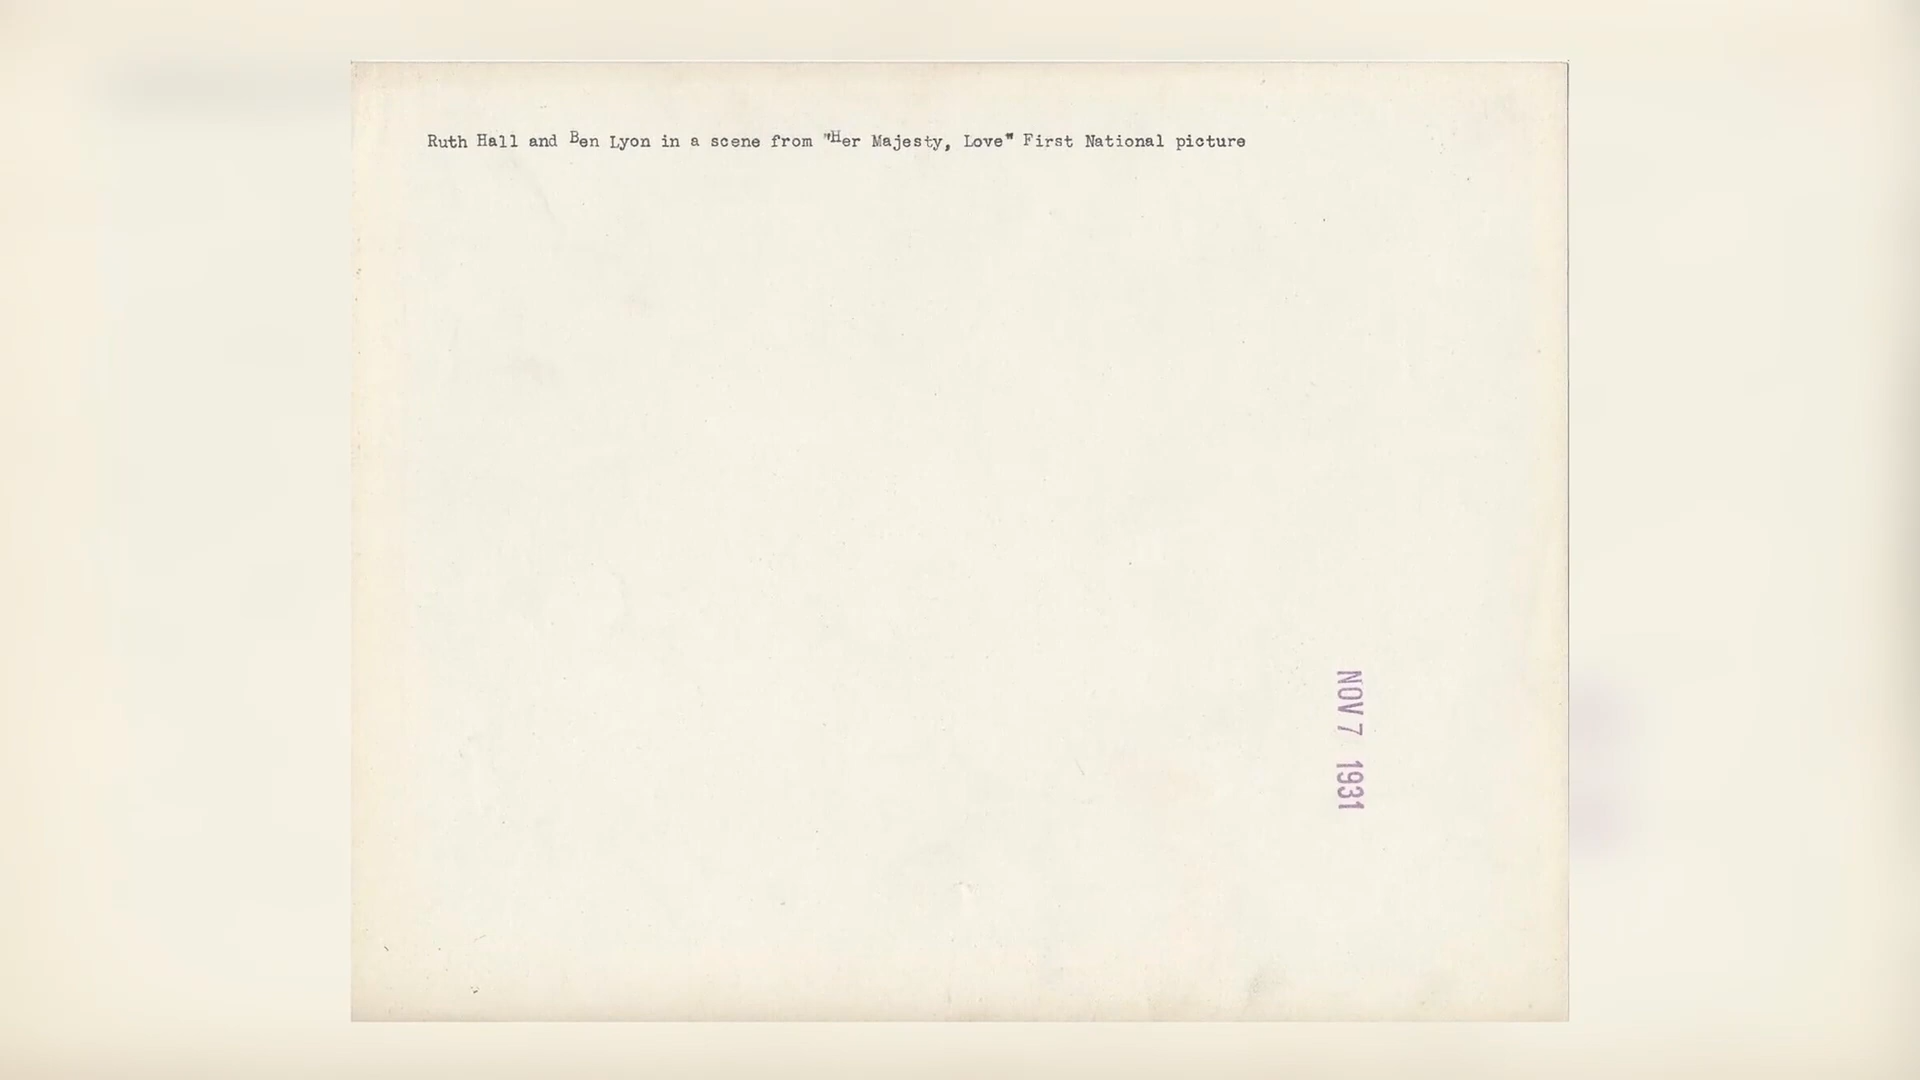 Ruth Hall and Ben Lyon in a scene from "Her Majesty, Love" First National picture
NOV 7 1931